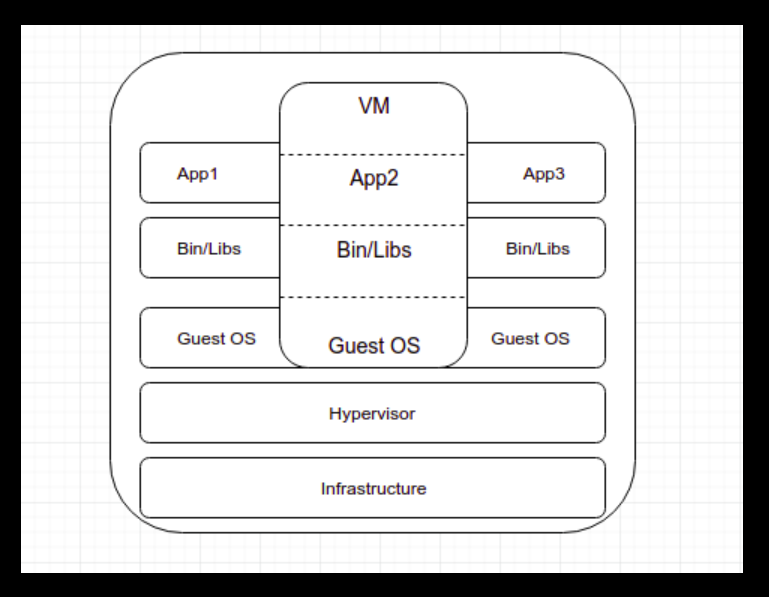 VM
App1
App2
App3
Bin/Libs
Bin/Libs
Bin/Libs
Guest OS
Guest OS
Guest OS
Hypervisor
Infrastructure